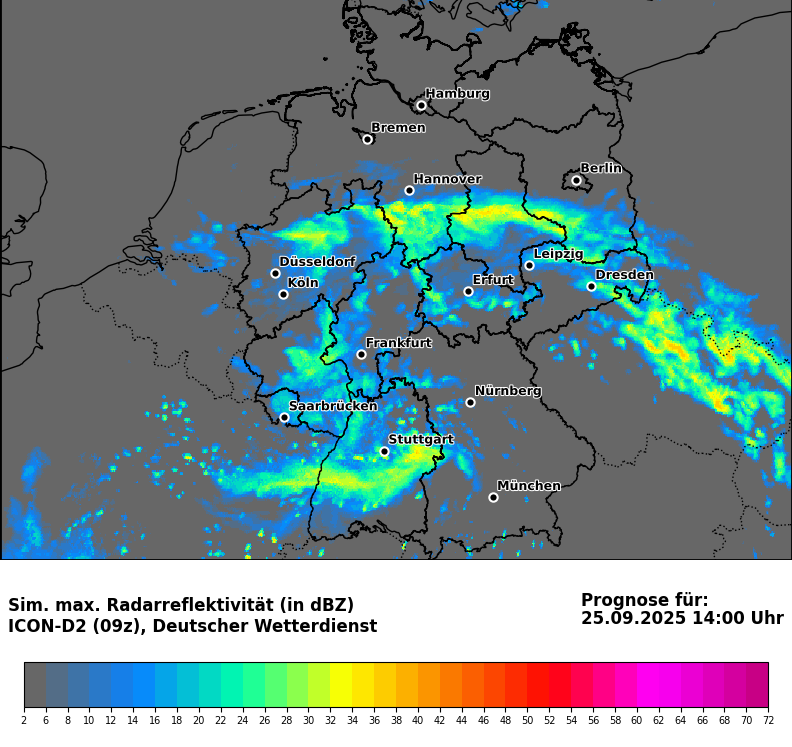 Hamburg
Bremen
Berlin
Hannover
Düsseldorf
Leipzig
Köln
Erfurt
Dresden
Frankfurt
Nürnberg
Saarbrücken
Stuttgart
München
Sim. max. Radarreflektivität (in dBZ)
ICON-D2 (09z), Deutscher Wetterdienst
Prognose für:
25.09.2025 14:00 Uhr
2 6 8 10 12 14 16 18 20 22 24 26 28 30 32 34 36 38 40 42 44 46 48 50 52 54 56 58 60 62 64 66 68 70 72